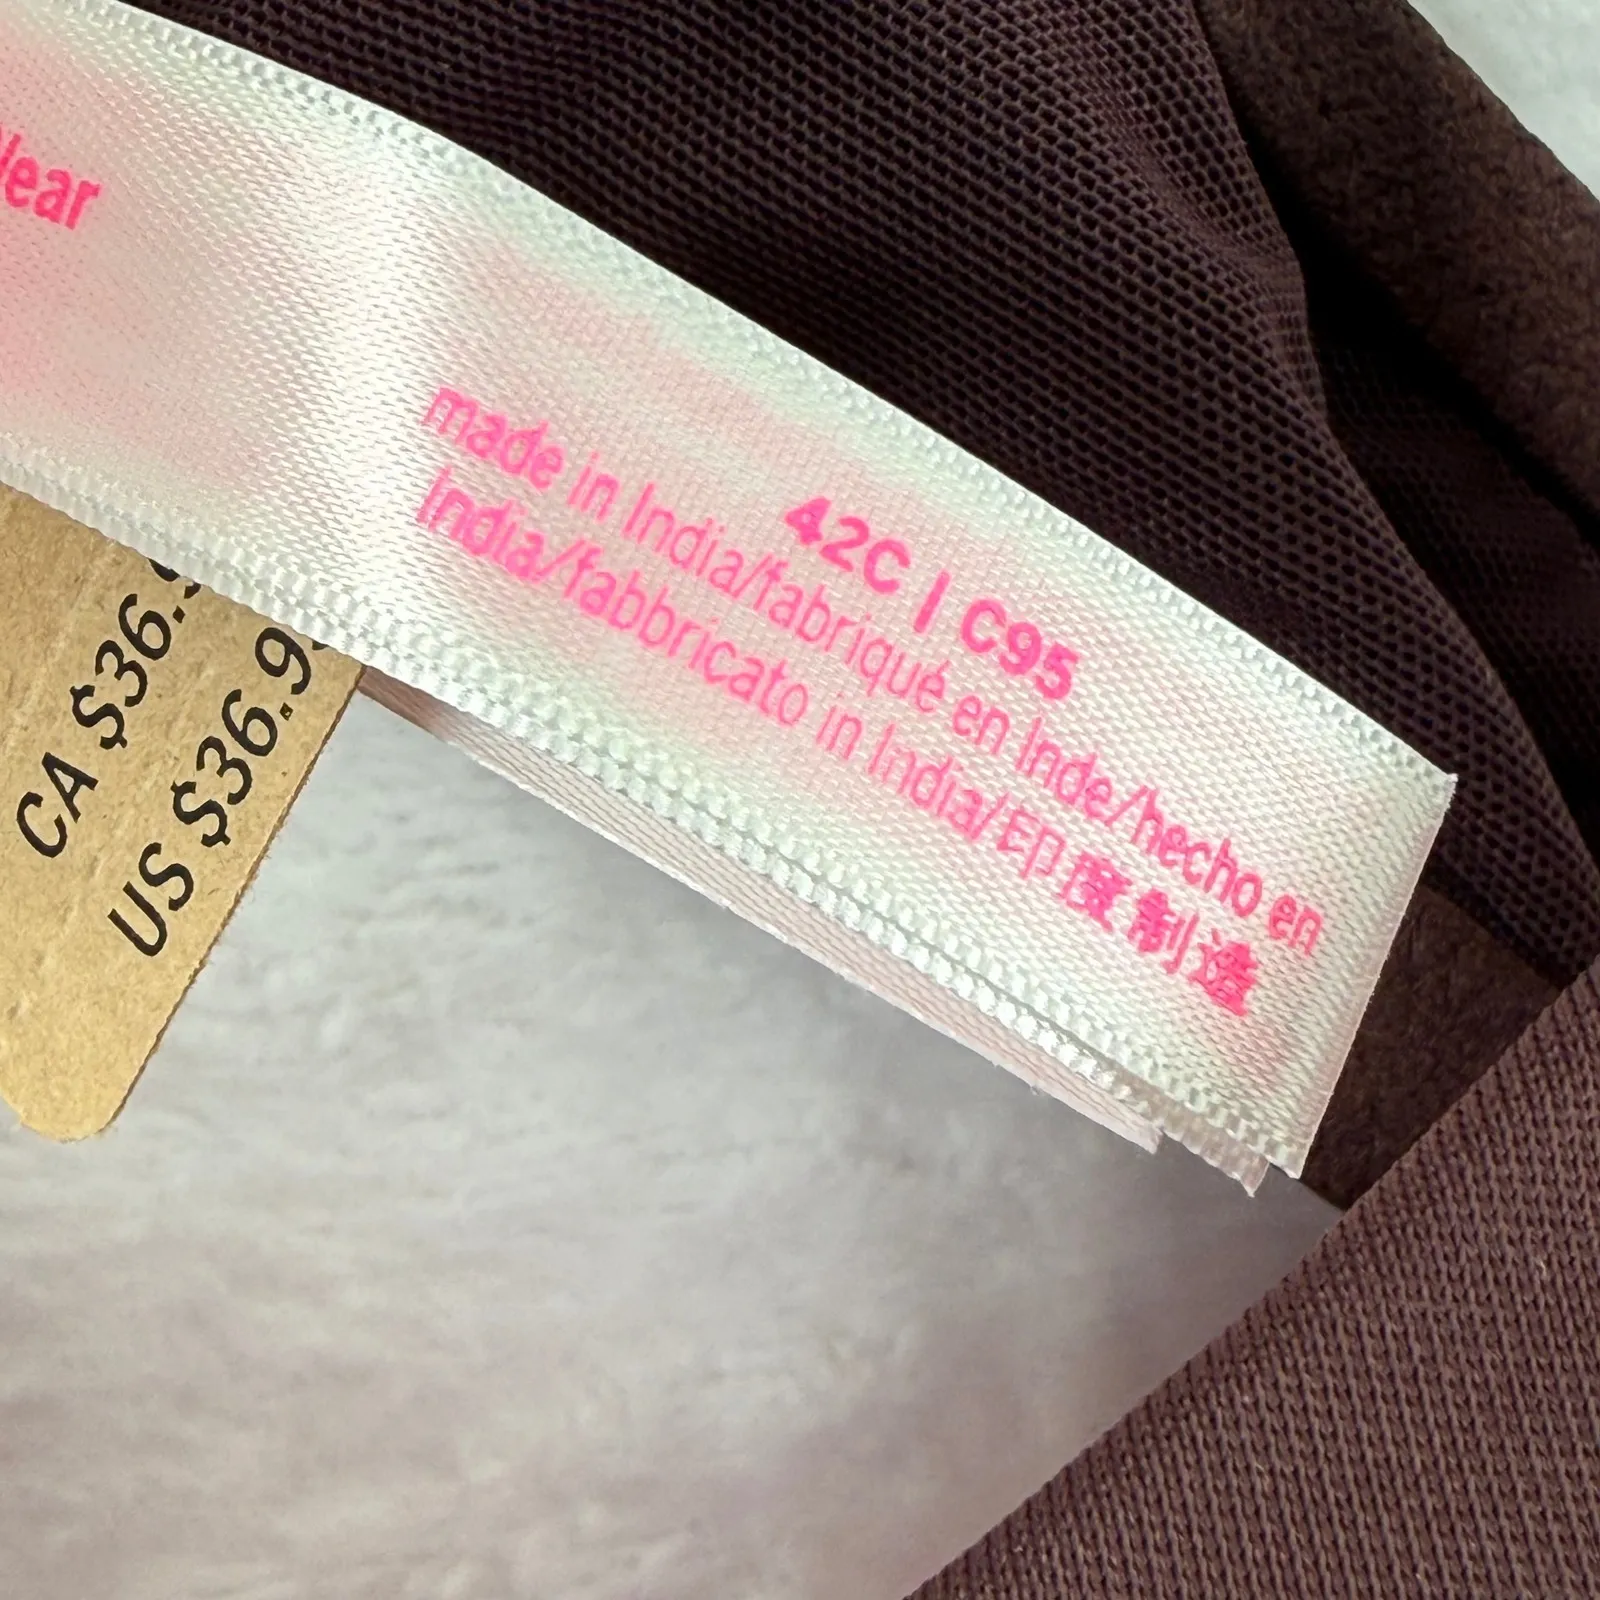 42C | C95
made in India/fabriqué en Inde/hecho en
India/fabbricato in India/印度制造
CA $36.9
US $36.9